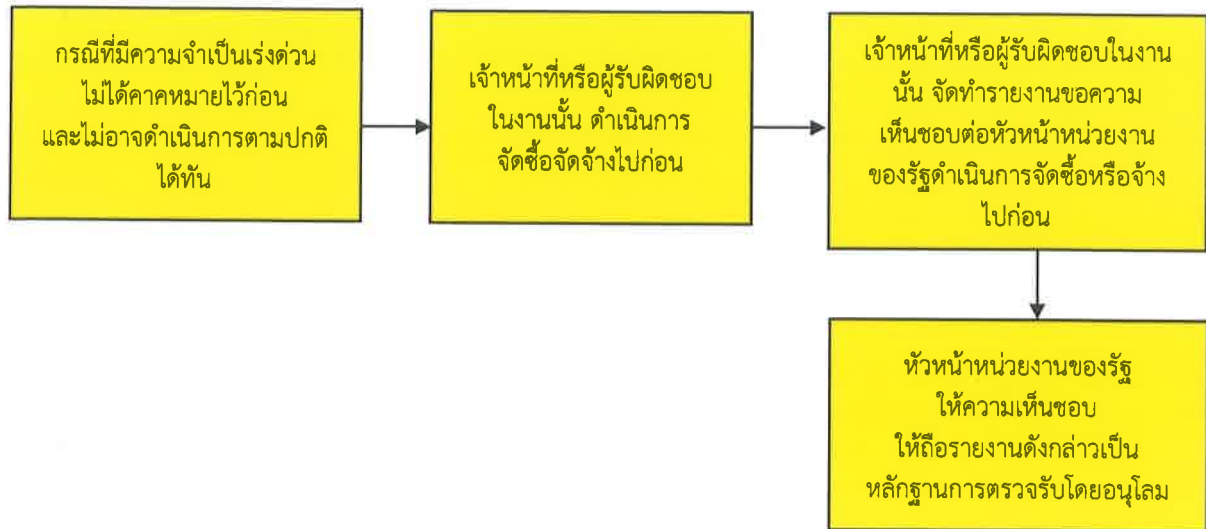 กรณีที่มีความจำเป็นเร่งด่วน
ไม่ได้คาดหมายไว้ก่อน
และไม่อาจดำเนินการตามปกติ
ได้ทัน
เจ้าหน้าที่หรือผู้รับผิดชอบ
ในงานนั้น ดำเนินการ
จัดซื้อจัดจ้างไปก่อน
เจ้าหน้าที่หรือผู้รับผิดชอบในงาน
นั้น จัดทำรายงานขอความ
เห็นชอบต่อหัวหน้าหน่วยงาน
ของรัฐดำเนินการจัดซื้อหรือจ้าง
ไปก่อน
หัวหน้าหน่วยงานของรัฐ
ให้ความเห็นชอบ
ให้ถือรายงานดังกล่าวเป็น
หลักฐานการตรวจรับโดยอนุโลม